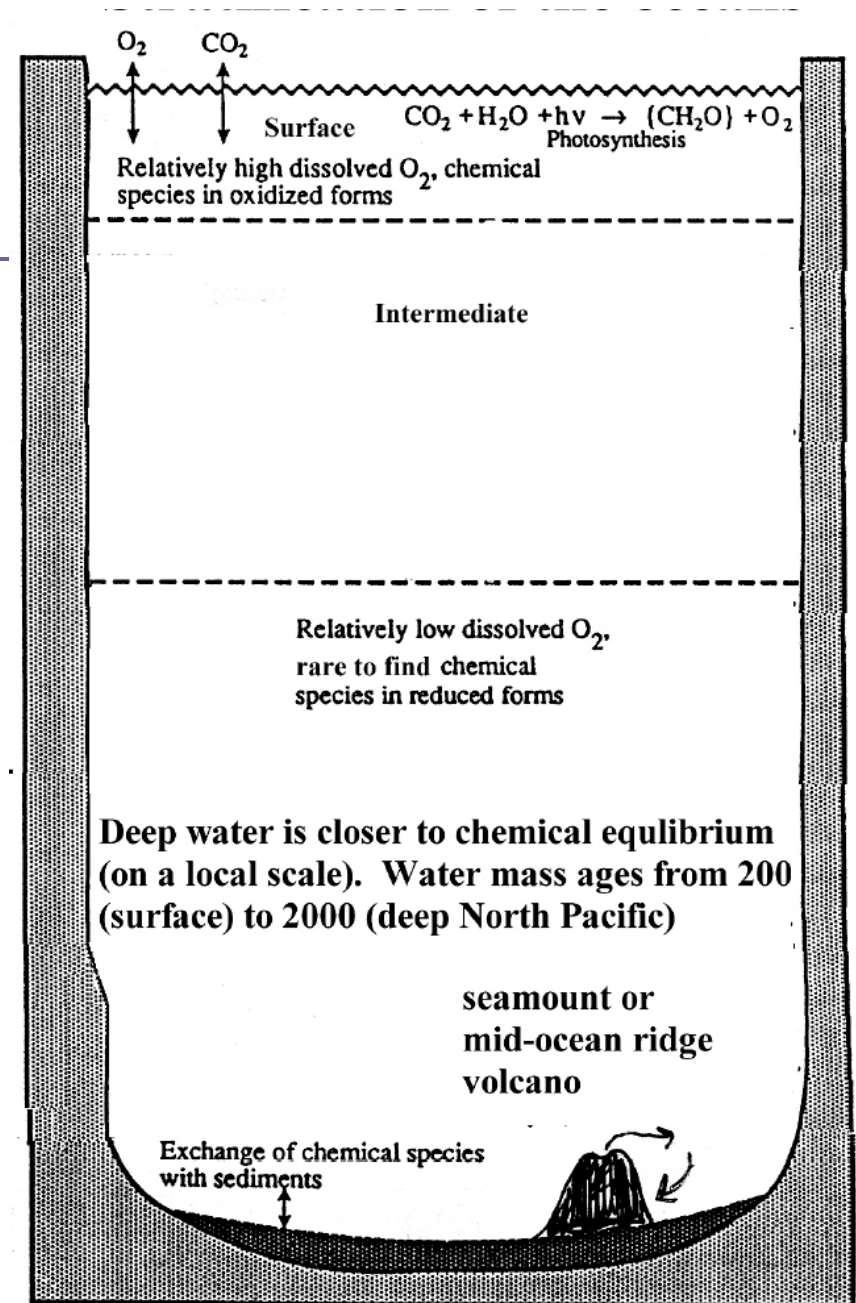 O₂ CO₂
Surface CO₂ + H₂O + hν → {CH₂O} + O₂
Photosynthesis
Relatively high dissolved O₂, chemical
species in oxidized forms
Intermediate
Relatively low dissolved O₂,
rare to find chemical
species in reduced forms
Deep water is closer to chemical equlibrium
(on a local scale). Water mass ages from 200
(surface) to 2000 (deep North Pacific)
seamount or
mid-ocean ridge
volcano
Exchange of chemical species
with sediments